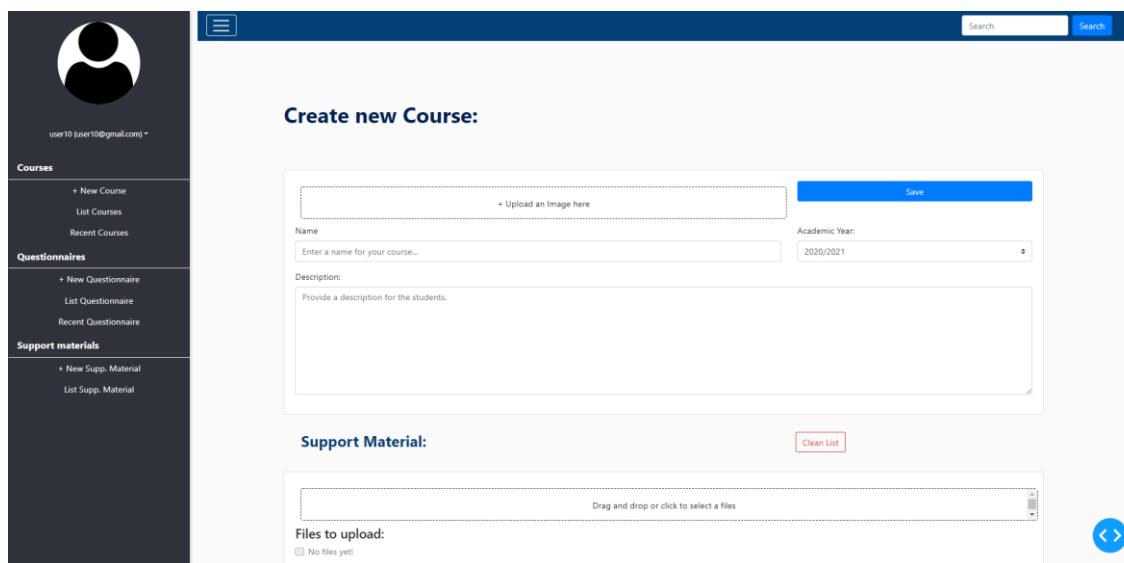 Search
Search
user10 (user10@gmail.com)
Courses
+ New Course
List Courses
Recent Courses
Questionnaires
+ New Questionnaire
List Questionnaire
Recent Questionnaire
Support materials
+ New Supp. Material
List Supp. Material
Create new Course:
+ Upload an Image here
Save
Name
Academic Year:
Enter a name for your course...
2020/2021
Description:
Provide a description for the students.
Support Material:
Clean List
Drag and drop or click to select a files
Files to upload:
No files yet!